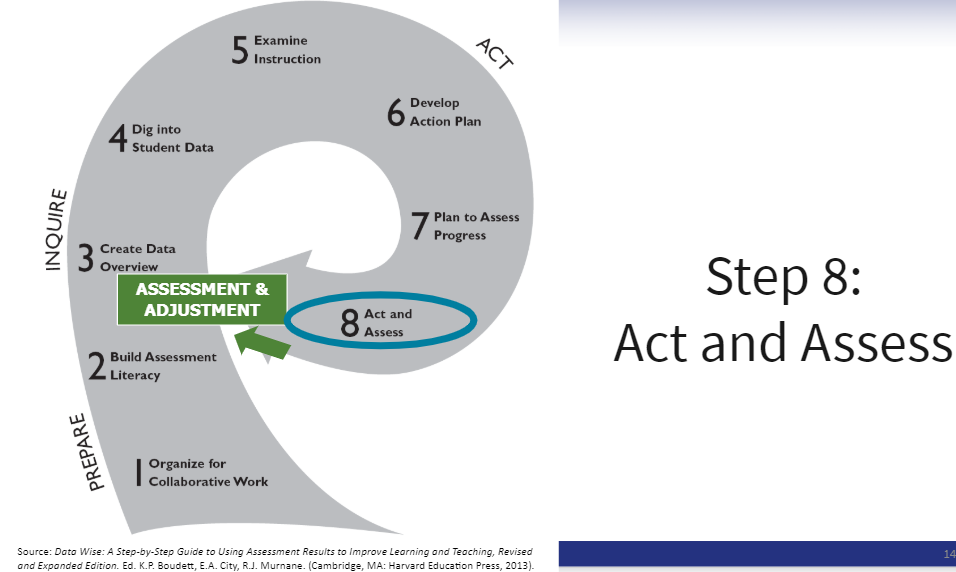 PREPARE
1 Organize for
Collaborative Work
2 Build Assessment
Literacy
INQUIRE
3 Create Data
Overview
4 Dig into
Student Data
5 Examine
Instruction
ACT
6 Develop
Action Plan
7 Plan to Assess
Progress
8 Act and
Assess
ASSESSMENT &
ADJUSTMENT
Source: Data Wise: A Step-by-Step Guide to Using Assessment Results to Improve Learning and Teaching, Revised
and Expanded Edition. Ed. K.P. Boudett, E.A. City, R.J. Murnane. (Cambridge, MA: Harvard Education Press, 2013).
Step 8:
Act and Assess
14